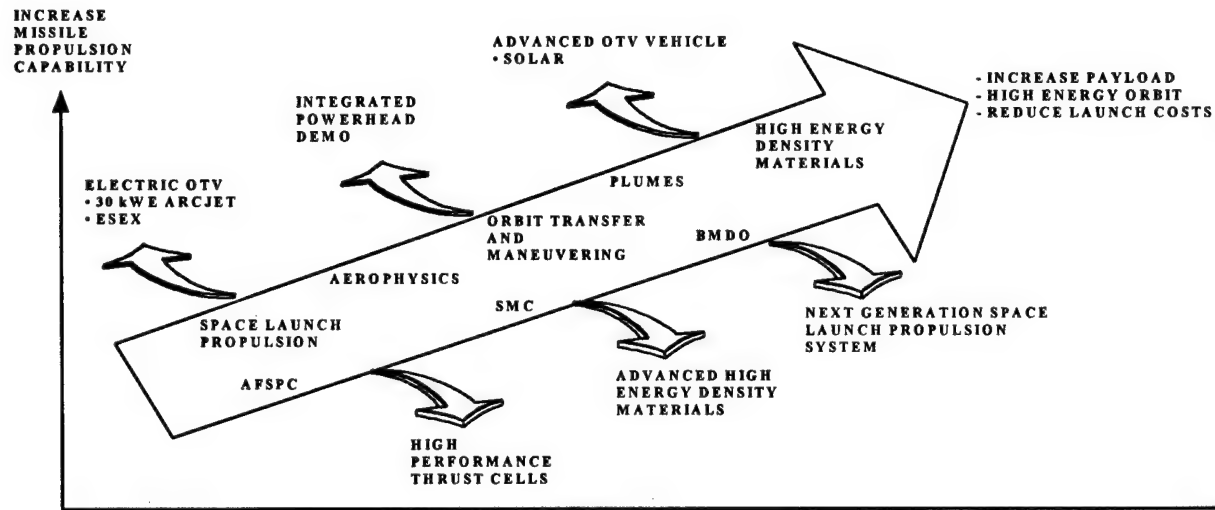 INCREASE
MISSILE
PROPULSION
CAPABILITY
ADVANCED OTV VEHICLE
• SOLAR
- INCREASE PAYLOAD
- HIGH ENERGY ORBIT
- REDUCE LAUNCH COSTS
INTEGRATED
POWERHEAD
DEMO
HIGH ENERGY
DENSITY
MATERIALS
ELECTRIC OTV
• 30 kWE ARCJET
• ESEX
PLUMES
ORBIT TRANSFER
AND
MANEUVERING
BMDO
AEROPHYSICS
SMC
NEXT GENERATION SPACE
LAUNCH PROPULSION
SYSTEM
SPACE LAUNCH
PROPULSION
AFSPC
ADVANCED HIGH
ENERGY DENSITY
MATERIALS
HIGH
PERFORMANCE
THRUST CELLS